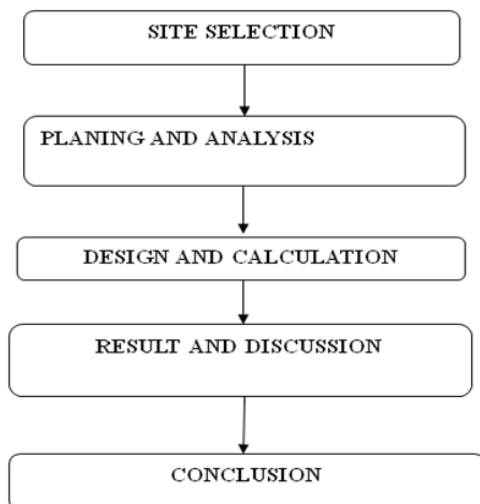 SITE SELECTION
PLANING AND ANALYSIS
DESIGN AND CALCULATION
RESULT AND DISCUSSION
CONCLUSION